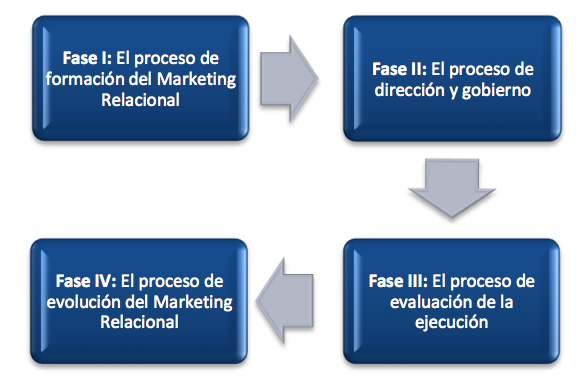 Fase I: El proceso de
formación del Marketing
Relacional
Fase II: El proceso de
dirección y gobierno
Fase III: El proceso de
evaluación de la
ejecución
Fase IV: El proceso de
evolución del Marketing
Relacional